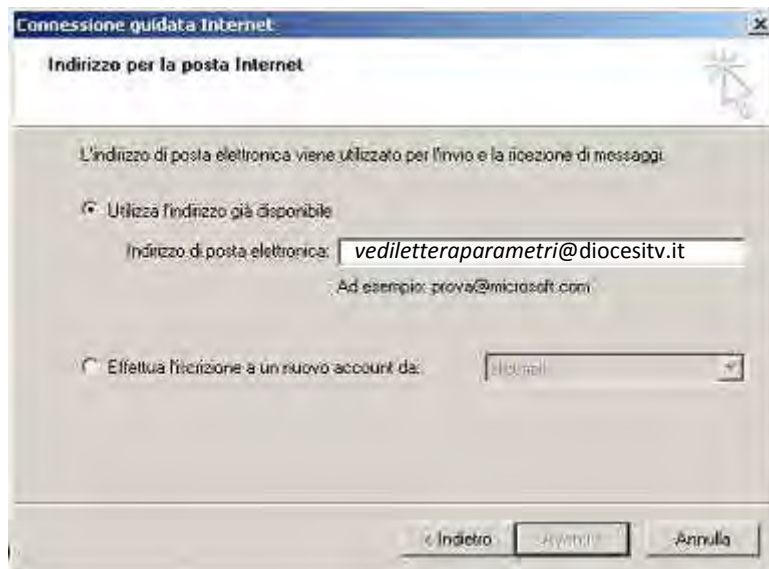 Connessione guidata Internet
Indirizzo per la posta Internet
L'indirizzo di posta elettronica viene utilizzato per l'invio e la ricezione di messaggi.
Utilizza l'indirizzo già disponibile
Indirizzo di posta elettronica: vediletteraparametri@diocesitv.it
Ad esempio: prova@microsoft.com
Effettua l'iscrizione a un nuovo account da:
< Indietro Avanti > Annulla